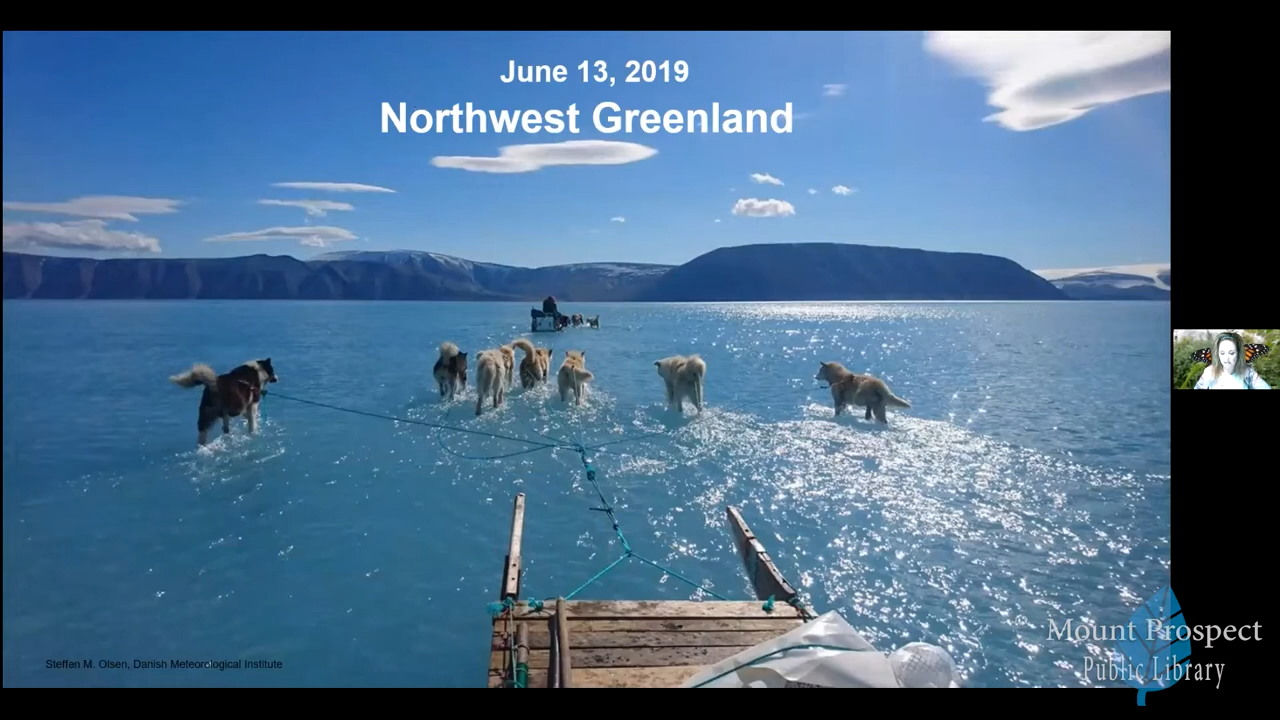 June 13, 2019
Northwest Greenland
Steffen M. Olsen, Danish Meteorological Institute
Mount Prospect
Public Library